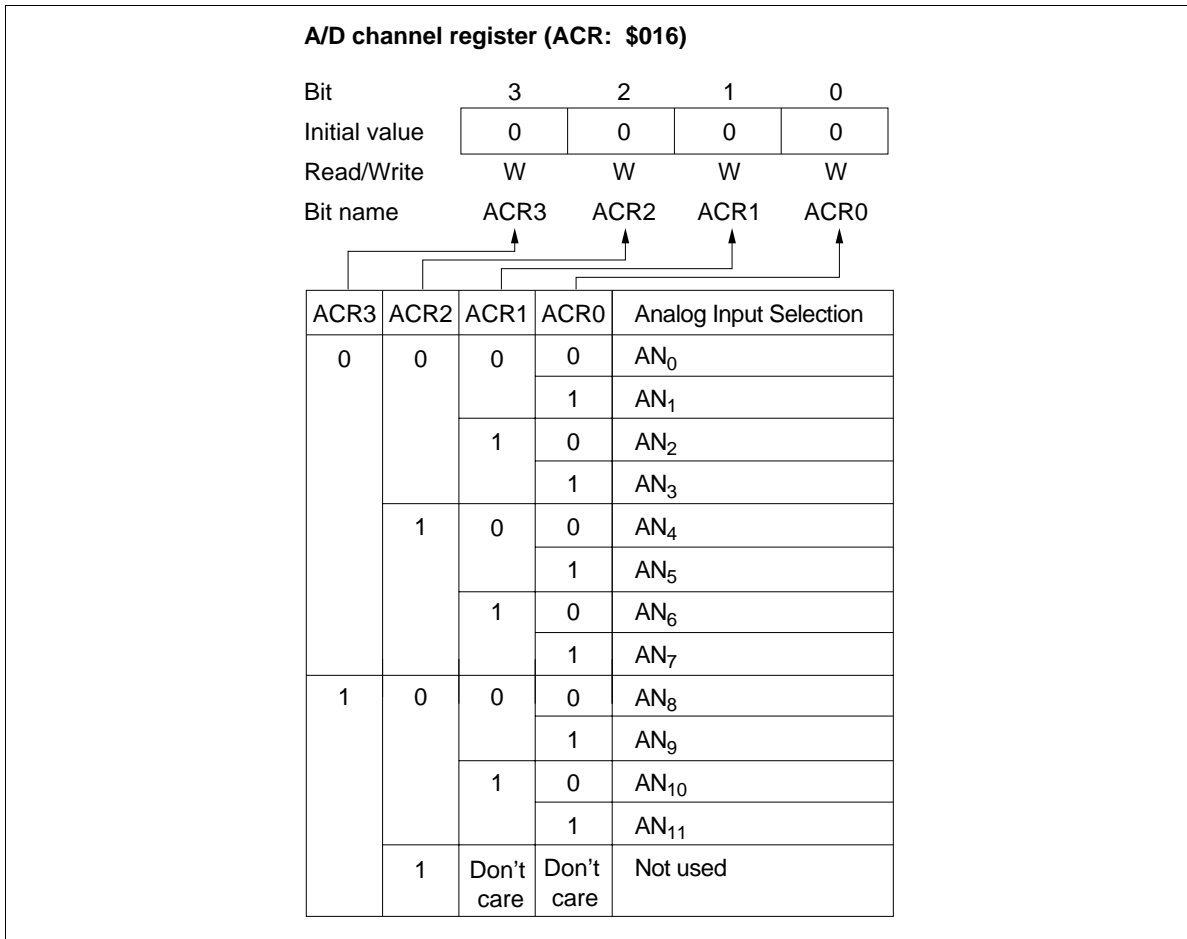 A/D channel register (ACR: $016)
Bit 3 2 1 0
Initial value 0 0 0 0
Read/Write W W W W
Bit name ACR3 ACR2 ACR1 ACR0
ACR3 ACR2 ACR1 ACR0 Analog Input Selection
0 0 0 0 AN₀
1 AN₁
1 0 AN₂
1 AN₃
1 0 0 AN₄
1 AN₅
1 0 AN₆
1 AN₇
1 0 0 0 AN₈
1 AN₉
1 0 AN₁₀
1 AN₁₁
1 Don't care Don't care Not used